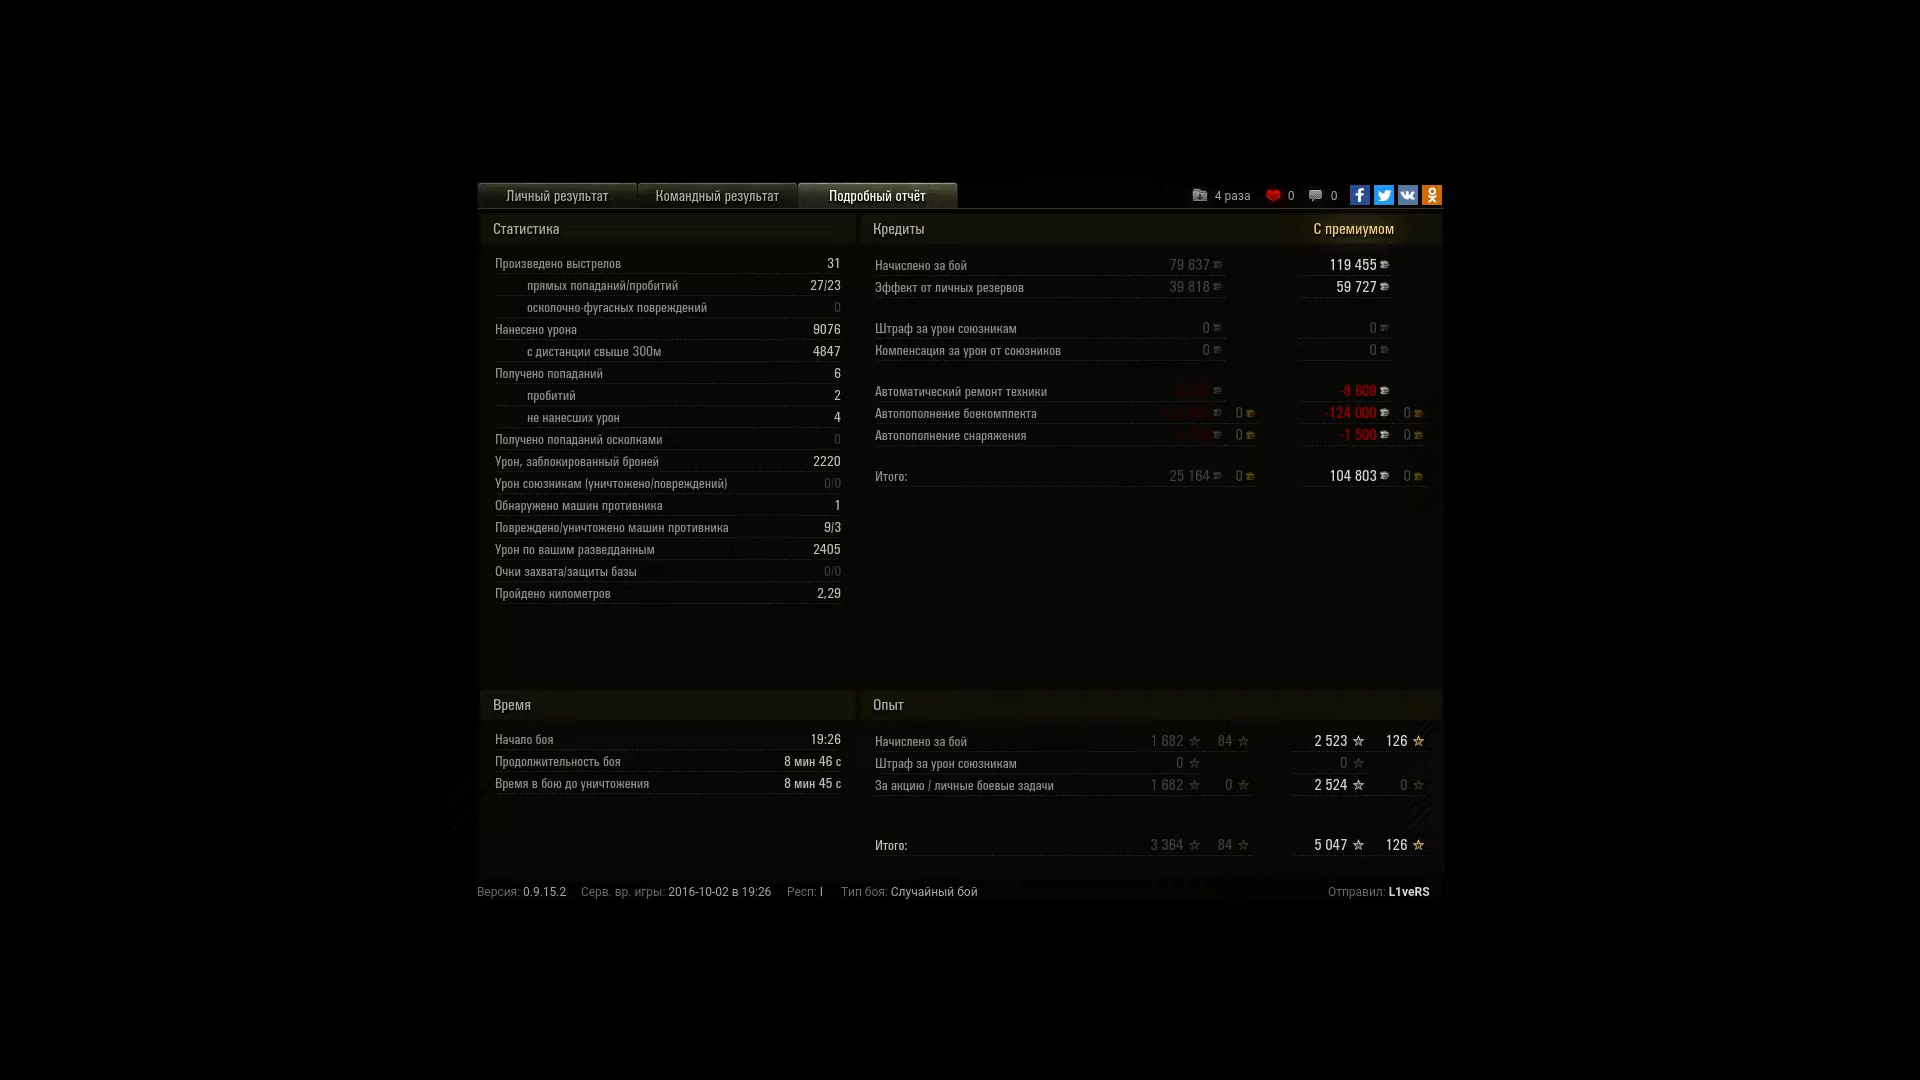 Личный результат Командный результат Подробный отчёт 4 раза 0 0
Статистика
Произведено выстрелов 31
прямых попаданий/пробитий 27/23
осколочно-фугасных повреждений 0
Нанесено урона 9076
с дистанции свыше 300м 4847
Получено попаданий 6
пробитий 2
не нанесших урон 4
Получено попаданий осколками 0
Урон, заблокированный броней 2220
Урон союзникам (уничтожено/повреждений) 0/0
Обнаружено машин противника 1
Повреждено/уничтожено машин противника 9/3
Урон по вашим разведданным 2405
Очки захвата/защиты базы 0/0
Пройдено километров 2,29
Кредиты С премиумом
Начислено за бой 79 637 119 455
Эффект от личных резервов 39 818 59 727
Штраф за урон союзникам 0 0
Компенсация за урон от союзников 0 0
Автоматический ремонт техники -8 609
Автопополнение боекомплекта 0 -124 000 0
Автопополнение снаряжения 0 -1 500 0
Итого: 25 164 0 104 803 0
Время
Начало боя 19:26
Продолжительность боя 8 мин 46 с
Время в бою до уничтожения 8 мин 45 с
Опыт
Начислено за бой 1 682 84 2 523 126
Штраф за урон союзникам 0 0
За акцию / личные боевые задачи 1 682 0 2 524 0
Итого: 3 364 84 5 047 126
Версия: 0.9.15.2 Серв. вр. игры: 2016-10-02 в 19:26 Респ: I Тип боя: Случайный бой Отправил: L1veRS